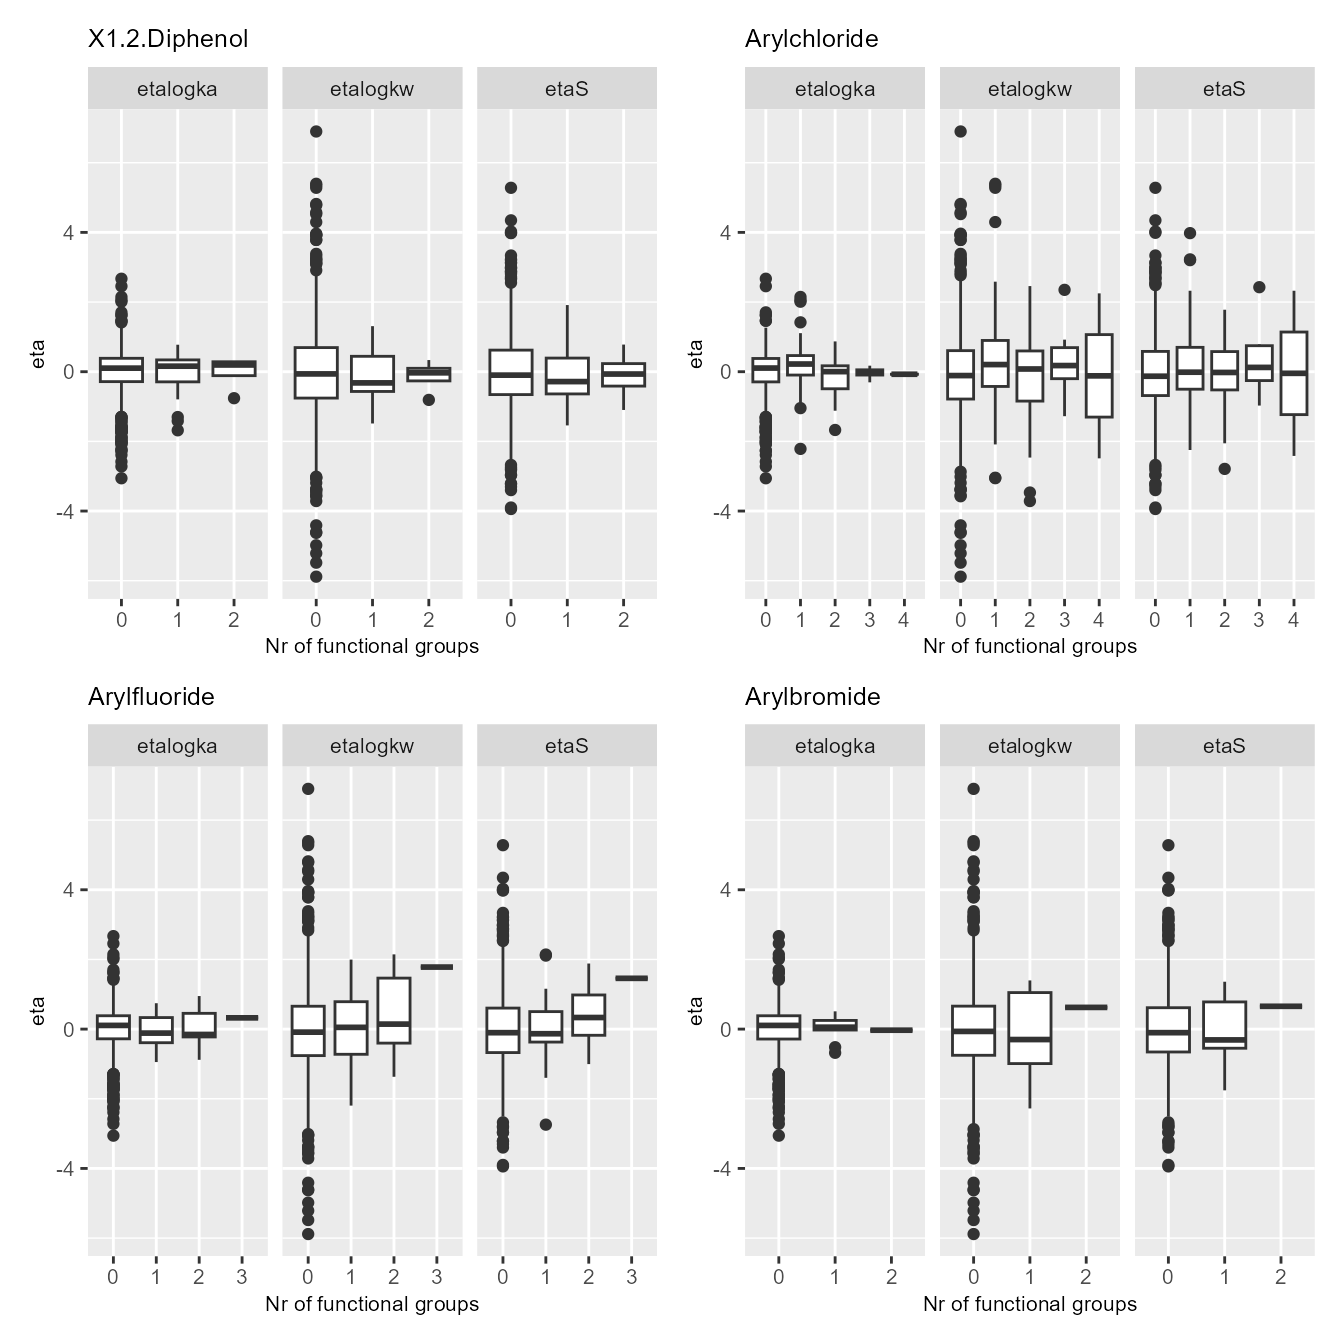 X1.2.Diphenol
etalogka etalogkw etaS
4
0
-4
eta
0 1 2 0 1 2 0 1 2
Nr of functional groups
Arylchloride
etalogka etalogkw etaS
4
0
-4
eta
0 1 2 3 4 0 1 2 3 4 0 1 2 3 4
Nr of functional groups
Arylfluoride
etalogka etalogkw etaS
4
0
-4
eta
0 1 2 3 0 1 2 3 0 1 2 3
Nr of functional groups
Arylbromide
etalogka etalogkw etaS
4
0
-4
eta
0 1 2 0 1 2 0 1 2
Nr of functional groups